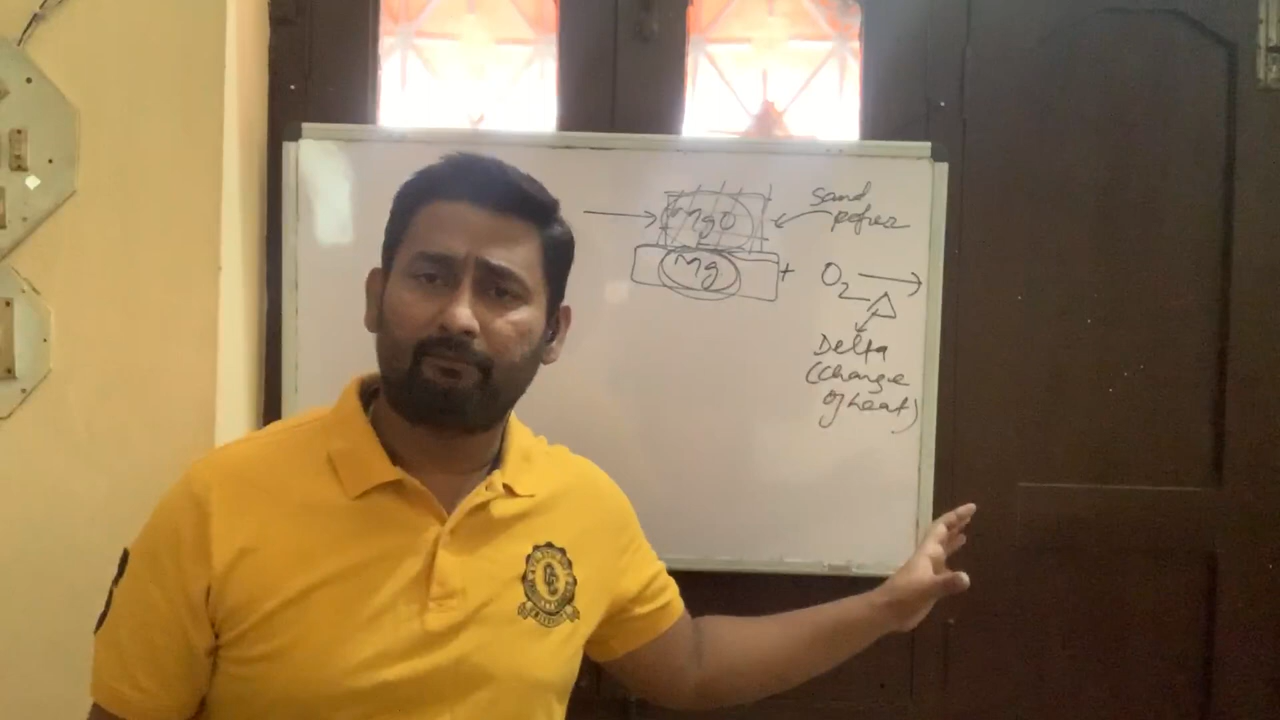 MgO
sand
paper
Mg + O₂ →
Δ
Delta
(Change
of heat)